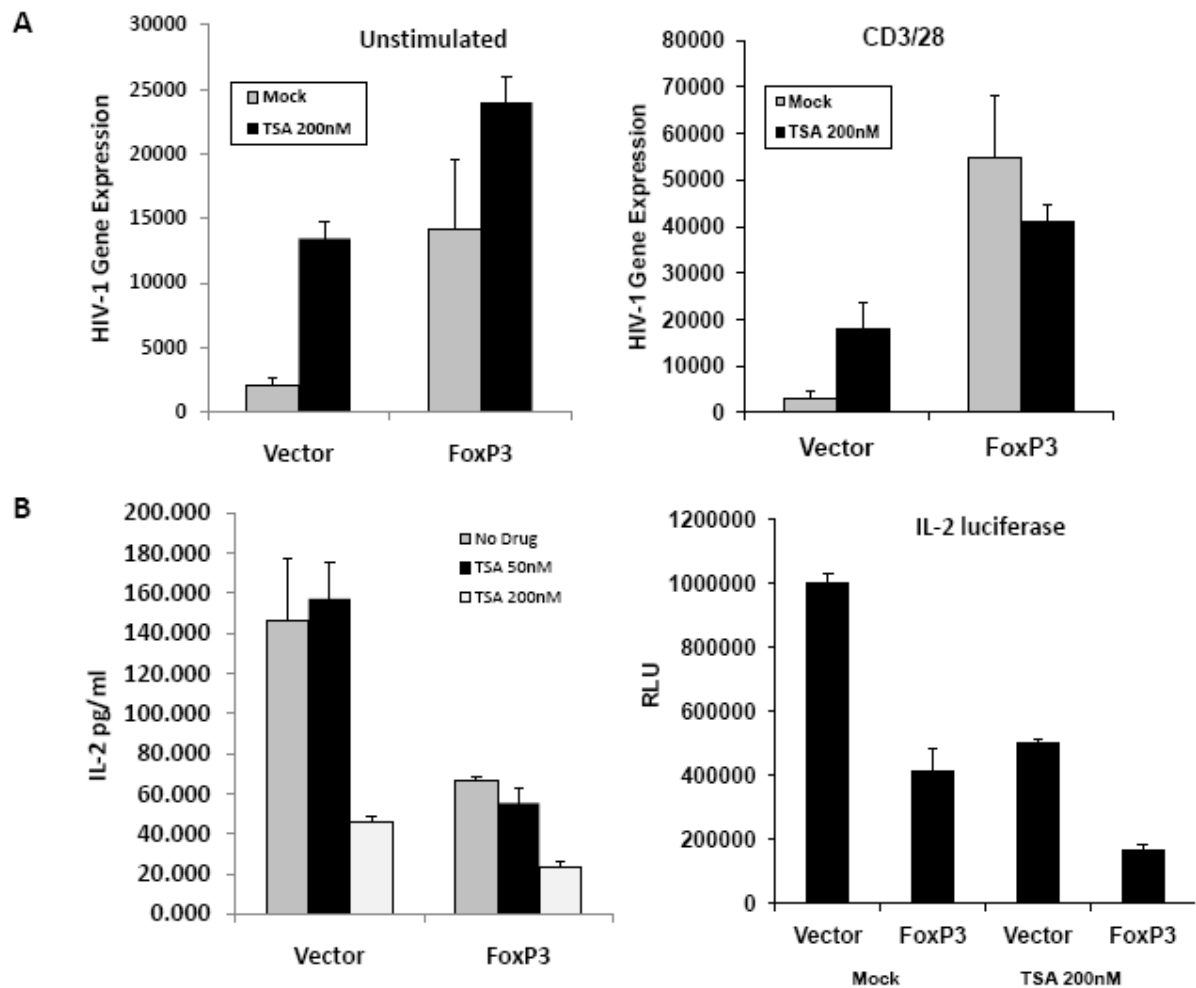 A
Unstimulated
Mock
TSA 200nM
HIV-1 Gene Expression
30000
25000
20000
15000
10000
5000
0
Vector FoxP3
CD3/28
Mock
TSA 200nM
HIV-1 Gene Expression
80000
70000
60000
50000
40000
30000
20000
10000
0
Vector FoxP3
B
No Drug
TSA 50nM
TSA 200nM
IL-2 pg/ml
200.000
180.000
160.000
140.000
120.000
100.000
80.000
60.000
40.000
20.000
0.000
Vector FoxP3
IL-2 luciferase
RLU
1200000
1000000
800000
600000
400000
200000
0
Vector FoxP3 Vector FoxP3
Mock TSA 200nM